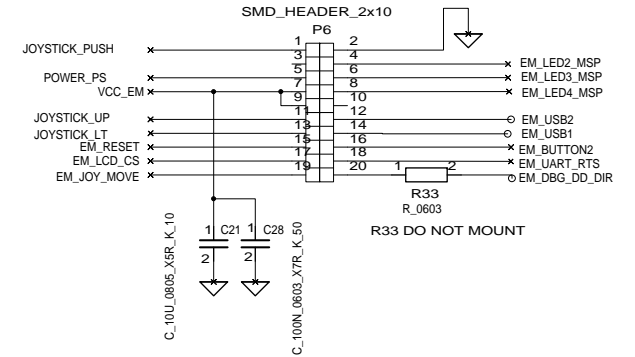 SMD_HEADER_2x10
P6
JOYSTICK_PUSH 1 2
3 4 EM_LED2_MSP
POWER_PS 5 6 EM_LED3_MSP
VCC_EM 7 8 EM_LED4_MSP
9 10
JOYSTICK_UP 11 12 EM_USB2
JOYSTICK_LT 13 14 EM_USB1
EM_RESET 15 16 EM_BUTTON2
EM_LCD_CS 17 18 EM_UART_RTS
EM_JOY_MOVE 19 20 1 2 EM_DBG_DD_DIR
R33
R_0603
R33 DO NOT MOUNT
1 C21 1 C28
2 2
C_10U_0805_X5R_K_10
C_100N_0603_X7R_K_50